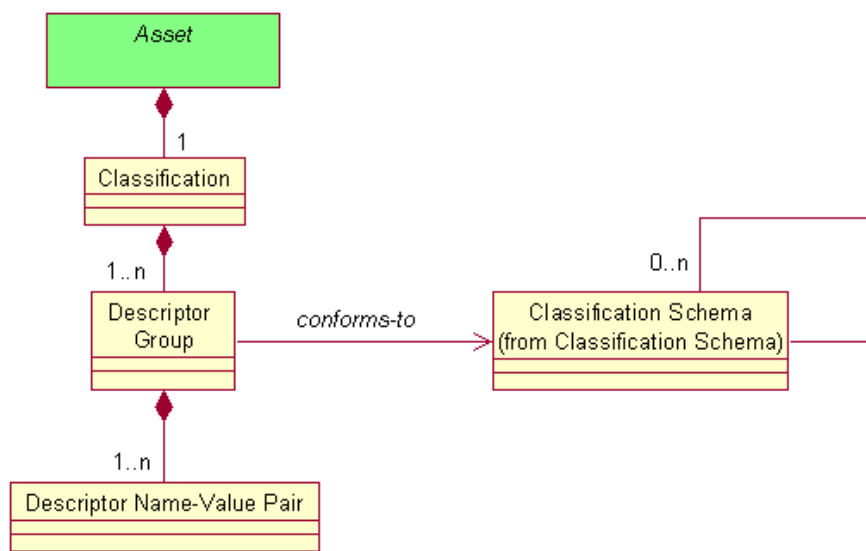 Asset
1
Classification
1..n
0..n
Descriptor
Group
conforms-to
Classification Schema
(from Classification Schema)
1..n
Descriptor Name-Value Pair